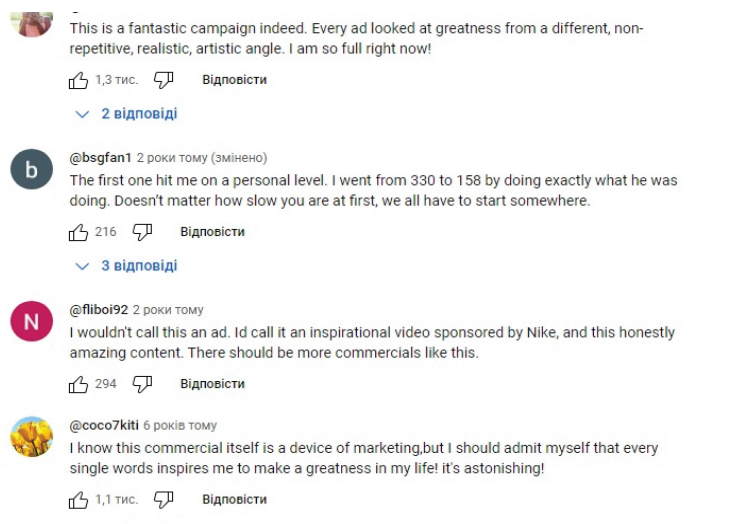 This is a fantastic campaign indeed. Every ad looked at greatness from a different, non-
repetitive, realistic, artistic angle. I am so full right now!
1,3 тис. Відповісти
2 відповіді
b
@bsgfan1 2 роки тому (змінено)
The first one hit me on a personal level. I went from 330 to 158 by doing exactly what he was
doing. Doesn’t matter how slow you are at first, we all have to start somewhere.
216 Відповісти
3 відповіді
N
@fliboi92 2 роки тому
I wouldn't call this an ad. Id call it an inspirational video sponsored by Nike, and this honestly
amazing content. There should be more commercials like this.
294 Відповісти
@coco7kiti 6 років тому
I know this commercial itself is a device of marketing,but I should admit myself that every
single words inspires me to make a greatness in my life! it's astonishing!
1,1 тис. Відповісти